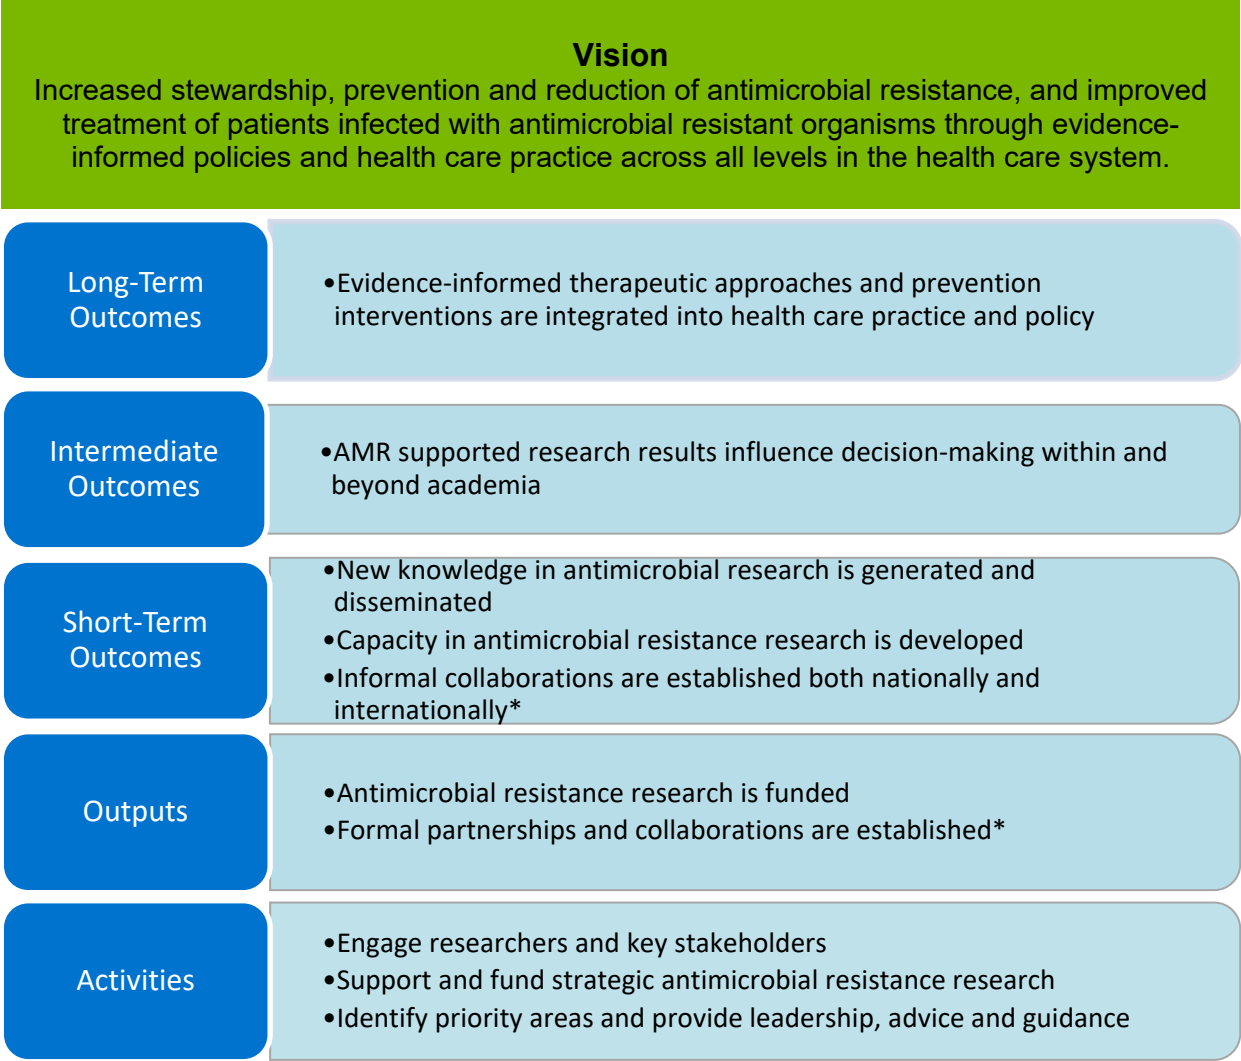 Vision
Increased stewardship, prevention and reduction of antimicrobial resistance, and improved
treatment of patients infected with antimicrobial resistant organisms through evidence-
informed policies and health care practice across all levels in the health care system.
Long-Term
Outcomes
•Evidence-informed therapeutic approaches and prevention
interventions are integrated into health care practice and policy
Intermediate
Outcomes
•AMR supported research results influence decision-making within and
beyond academia
Short-Term
Outcomes
•New knowledge in antimicrobial research is generated and
disseminated
•Capacity in antimicrobial resistance research is developed
•Informal collaborations are established both nationally and
internationally*
Outputs
•Antimicrobial resistance research is funded
•Formal partnerships and collaborations are established*
Activities
•Engage researchers and key stakeholders
•Support and fund strategic antimicrobial resistance research
•Identify priority areas and provide leadership, advice and guidance